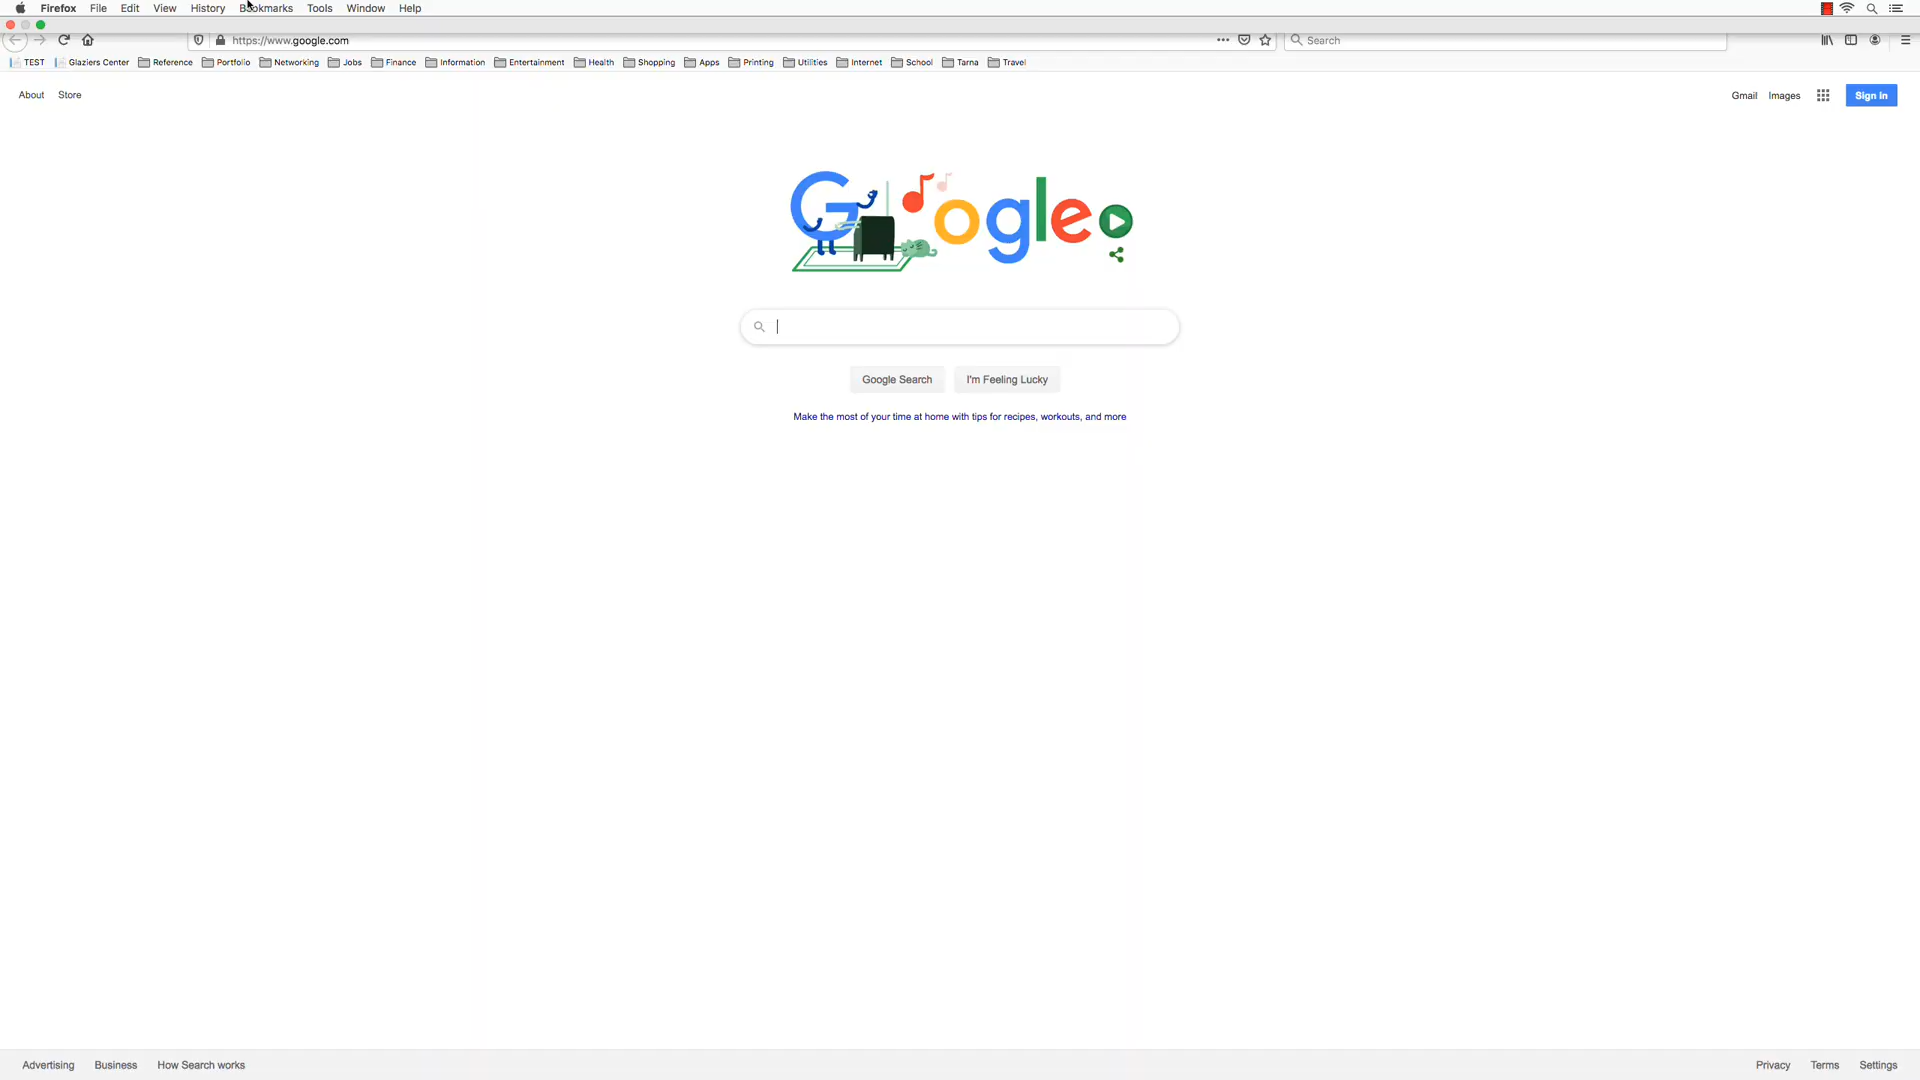 Firefox File Edit View History Bookmarks Tools Window Help
https://www.google.com Search
TEST Glaziers Center Reference Portfolio Networking Jobs Finance Information Entertainment Health Shopping Apps Printing Utilities Internet School Tarna Travel
About Store Gmail Images Sign in
Google
Google Search I'm Feeling Lucky
Make the most of your time at home with tips for recipes, workouts, and more
Advertising Business How Search works Privacy Terms Settings